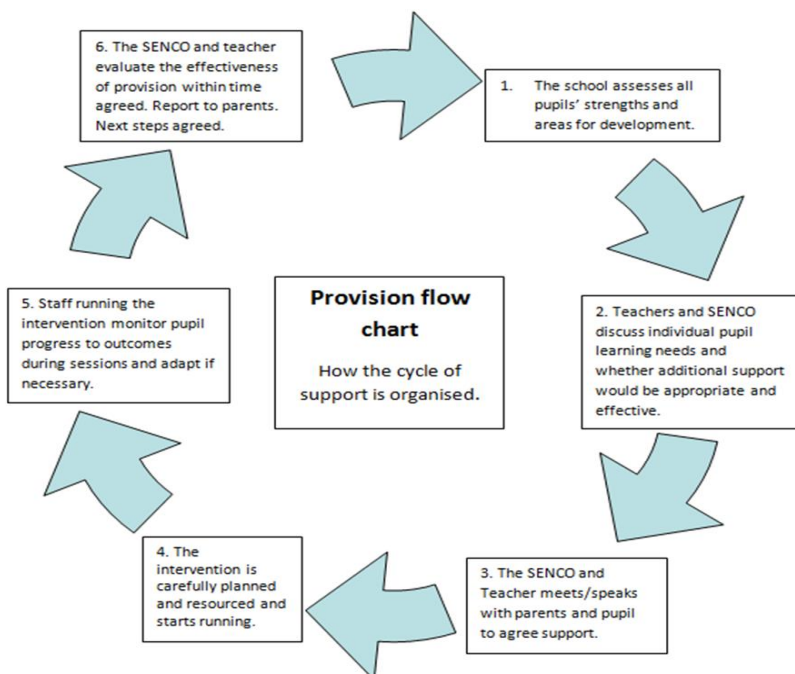 6. The SENCO and teacher
evaluate the effectiveness
of provision within time
agreed. Report to parents.
Next steps agreed.
1. The school assesses all
pupils’ strengths and
areas for development.
5. Staff running the
intervention monitor pupil
progress to outcomes
during sessions and adapt if
necessary.
Provision flow
chart
How the cycle of
support is organised.
2. Teachers and SENCO
discuss individual pupil
learning needs and
whether additional support
would be appropriate and
effective.
4. The
intervention is
carefully planned
and resourced and
starts running.
3. The SENCO and
Teacher meets/speaks
with parents and pupil
to agree support.